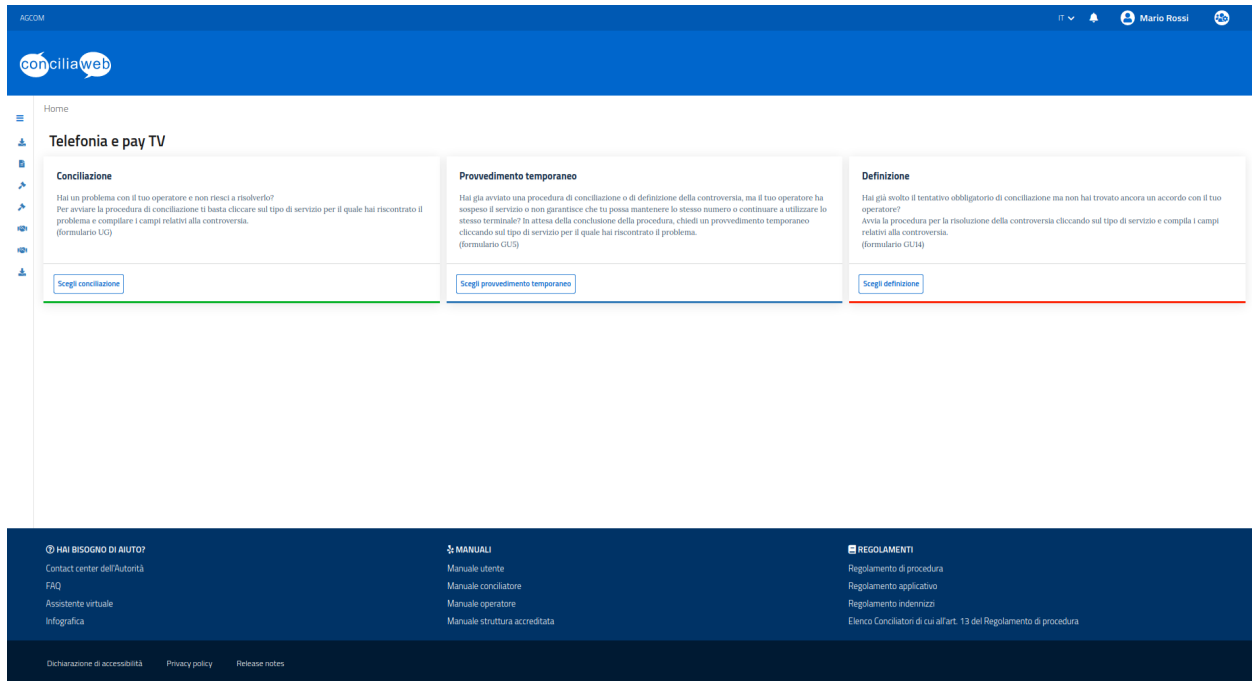 AGCOM
IT
Mario Rossi
conciliaweb
Home
Telefonia e pay TV
Conciliazione
Hai un problema con il tuo operatore e non riesci a risolverlo?
Per avviare la procedura di conciliazione ti basta cliccare sul tipo di servizio per il quale hai riscontrato il
problema e compilare i campi relativi alla controversia.
(formulario UG)
Scegli conciliazione
Provvedimento temporaneo
Hai gia avviato una procedura di conciliazione o di definizione della controversia, ma il tuo operatore ha
sospeso il servizio o non garantisce che tu possa mantenere lo stesso numero o continuare a utilizzare lo
stesso terminale? In attesa della conclusione della procedura, chiedi un provvedimento temporaneo
cliccando sul tipo di servizio per il quale hai riscontrato il problema.
(formulario GU5)
Scegli provvedimento temporaneo
Definizione
Hai già svolto il tentativo obbligatorio di conciliazione ma non hai trovato ancora un accordo con il tuo
operatore?
Avvia la procedura per la risoluzione della controversia cliccando sul tipo di servizio e compila i campi
relativi alla controversia.
(formulario GU14)
Scegli definizione
HAI BISOGNO DI AIUTO?
Contact center dell'Autorità
FAQ
Assistente virtuale
Infografica
MANUALI
Manuale utente
Manuale conciliatore
Manuale operatore
Manuale struttura accreditata
REGOLAMENTI
Regolamento di procedura
Regolamento applicativo
Regolamento indennizzi
Elenco Conciliatori di cui all'art. 13 del Regolamento di procedura
Dichiarazione di accessibilità
Privacy policy
Release notes